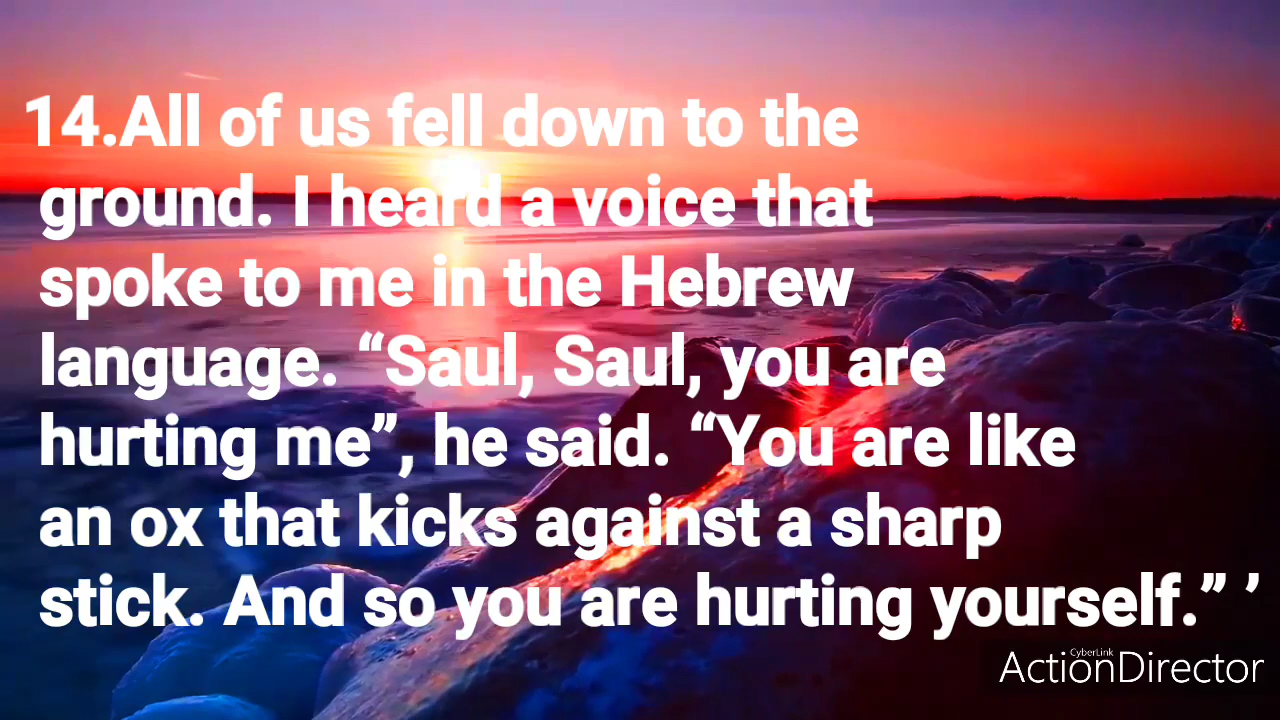 14.All of us fell down to the
ground. I heard a voice that
spoke to me in the Hebrew
language. “Saul, Saul, you are
hurting me”, he said. “You are like
an ox that kicks against a sharp
stick. And so you are hurting yourself.” ’
CyberLink
ActionDirector